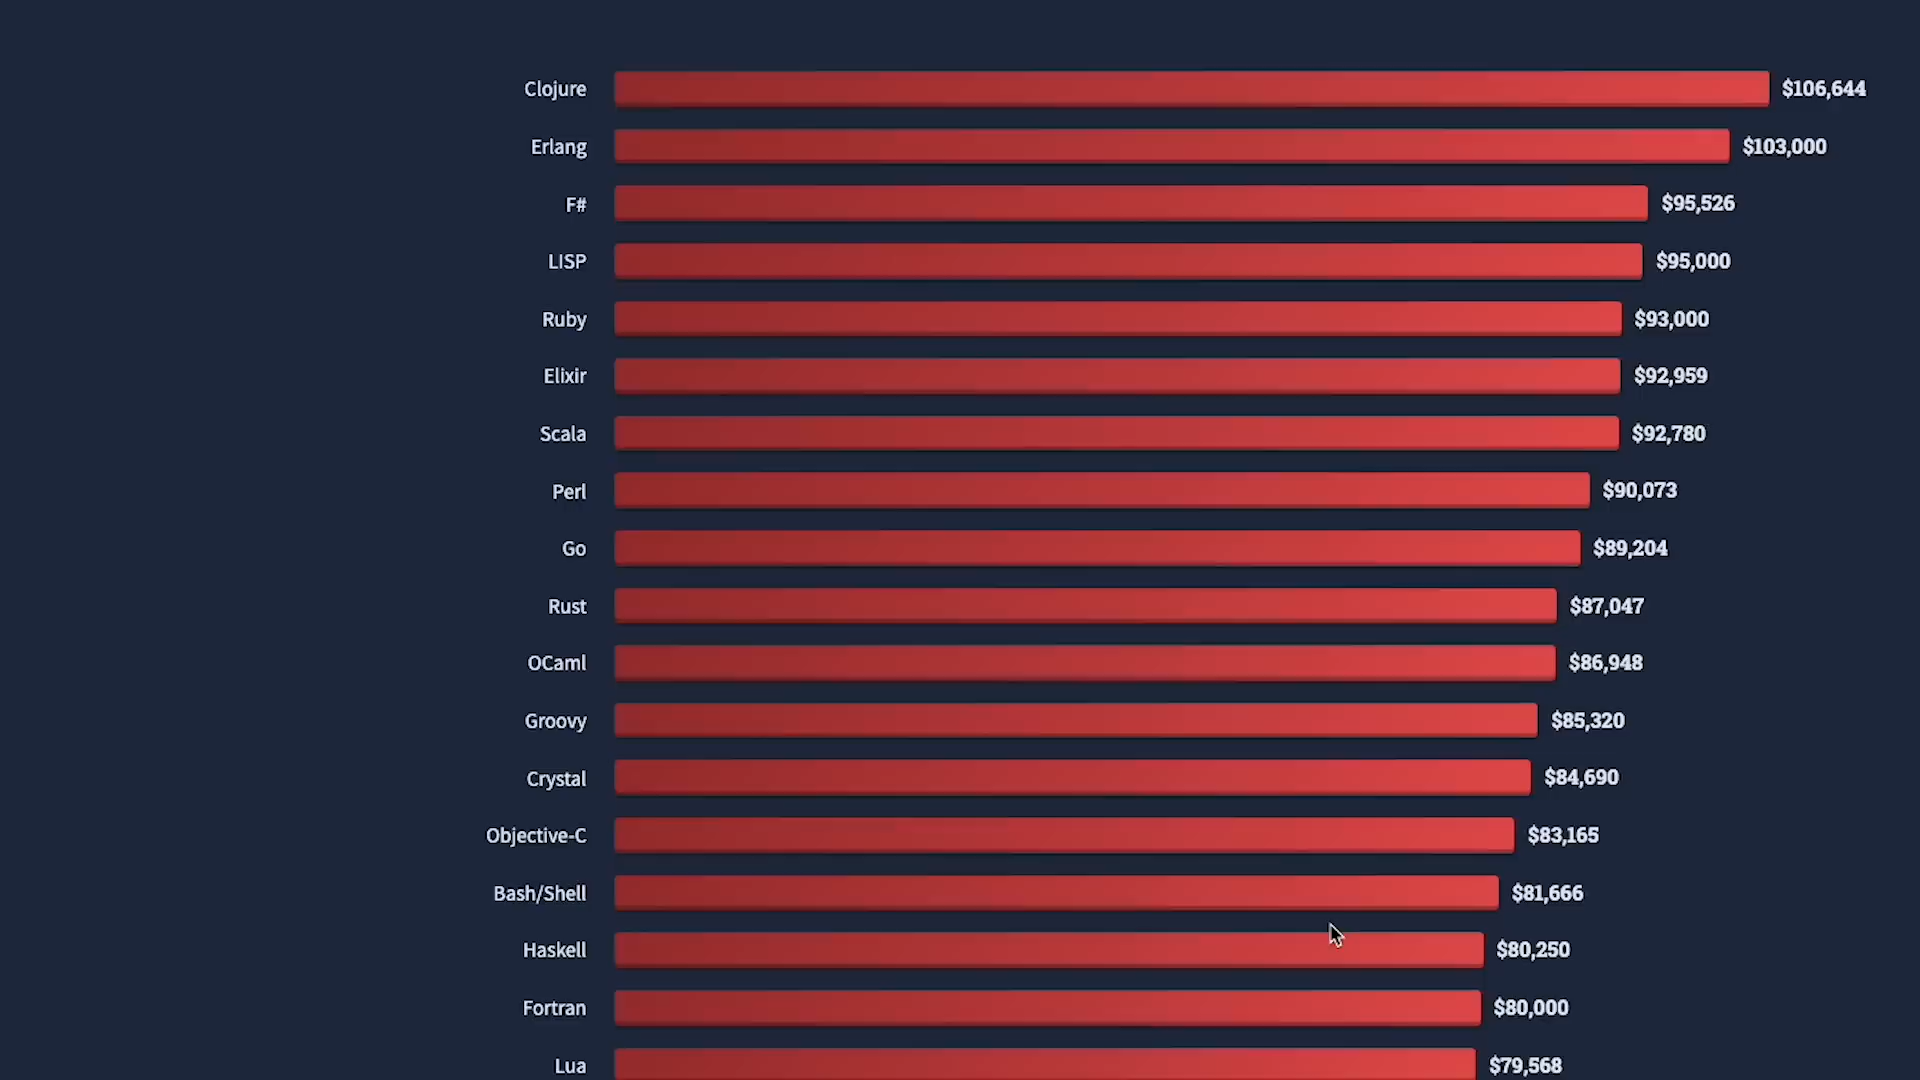 Clojure $106,644
Erlang $103,000
F# $95,526
LISP $95,000
Ruby $93,000
Elixir $92,959
Scala $92,780
Perl $90,073
Go $89,204
Rust $87,047
OCaml $86,948
Groovy $85,320
Crystal $84,690
Objective-C $83,165
Bash/Shell $81,666
Haskell $80,250
Fortran $80,000
Lua $79,568